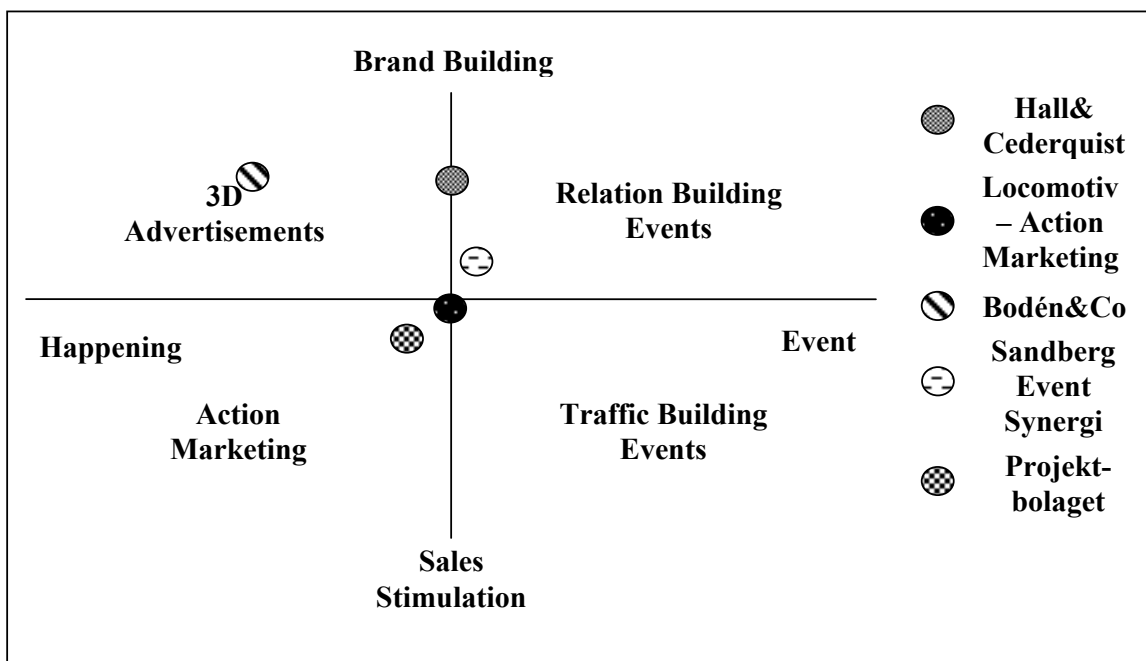 Brand Building
3D
Advertisements
Relation Building
Events
Happening
Event
Action
Marketing
Traffic Building
Events
Sales
Stimulation
Hall&
Cederquist
Locomotiv
– Action
Marketing
Bodén&Co
Sandberg
Event
Synergi
Projekt-
bolaget